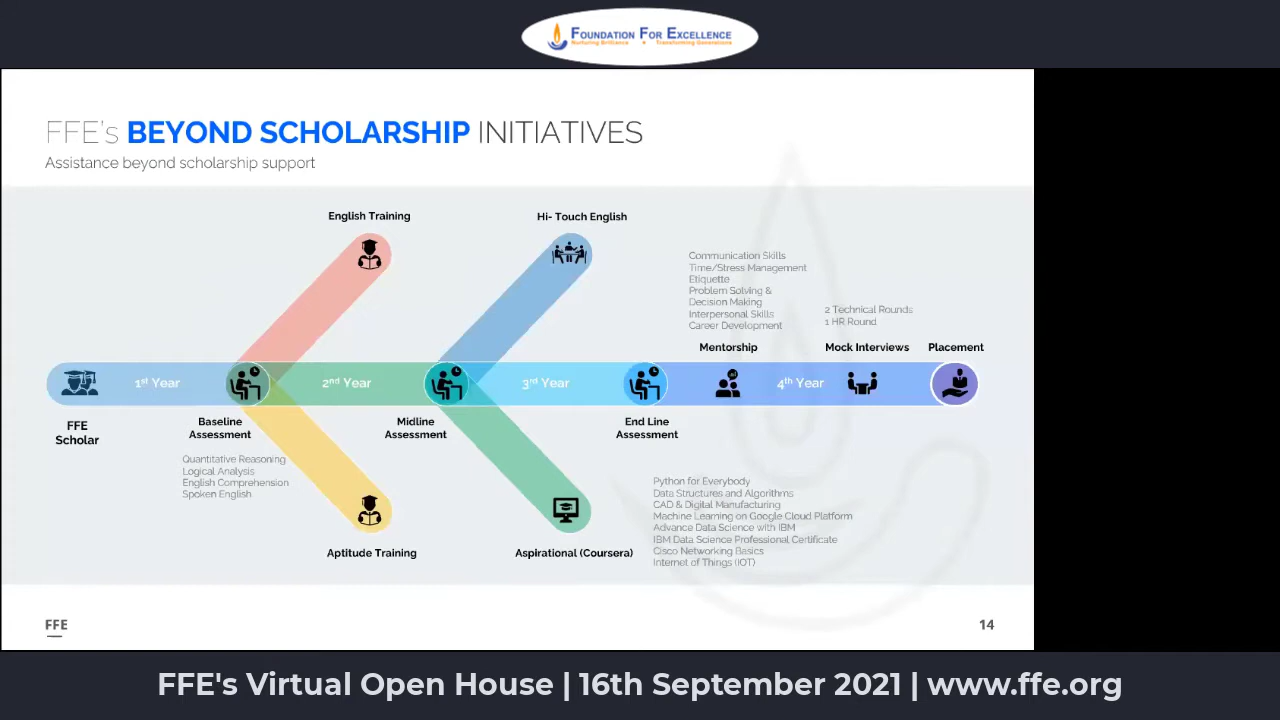 FOUNDATION FOR EXCELLENCE
Nurturing Brilliance • Transforming Generations
FFE's BEYOND SCHOLARSHIP INITIATIVES
Assistance beyond scholarship support
English Training
Hi- Touch English
Communication Skills
Time/Stress Management
Etiquette
Problem Solving &
Decision Making
Interpersonal Skills
Career Development
2 Technical Rounds
1 HR Round
Mentorship
Mock Interviews
Placement
1st Year
2nd Year
3rd Year
4th Year
FFE
Scholar
Baseline
Assessment
Midline
Assessment
End Line
Assessment
Quantitative Reasoning
Logical Analysis
English Comprehension
Spoken English
Python for Everybody
Data Structures and Algorithms
CAD & Digital Manufacturing
Machine Learning on Google Cloud Platform
Advance Data Science with IBM
IBM Data Science Professional Certificate
Cisco Networking Basics
Internet of Things (IOT)
Aptitude Training
Aspirational (Coursera)
FFE
14
FFE's Virtual Open House | 16th September 2021 | www.ffe.org